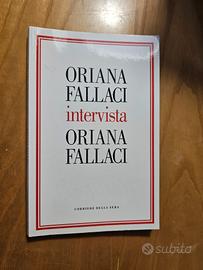 ORIANA
FALLACI
intervista
ORIANA
FALLACI
CORRIERE DELLA SERA
subito